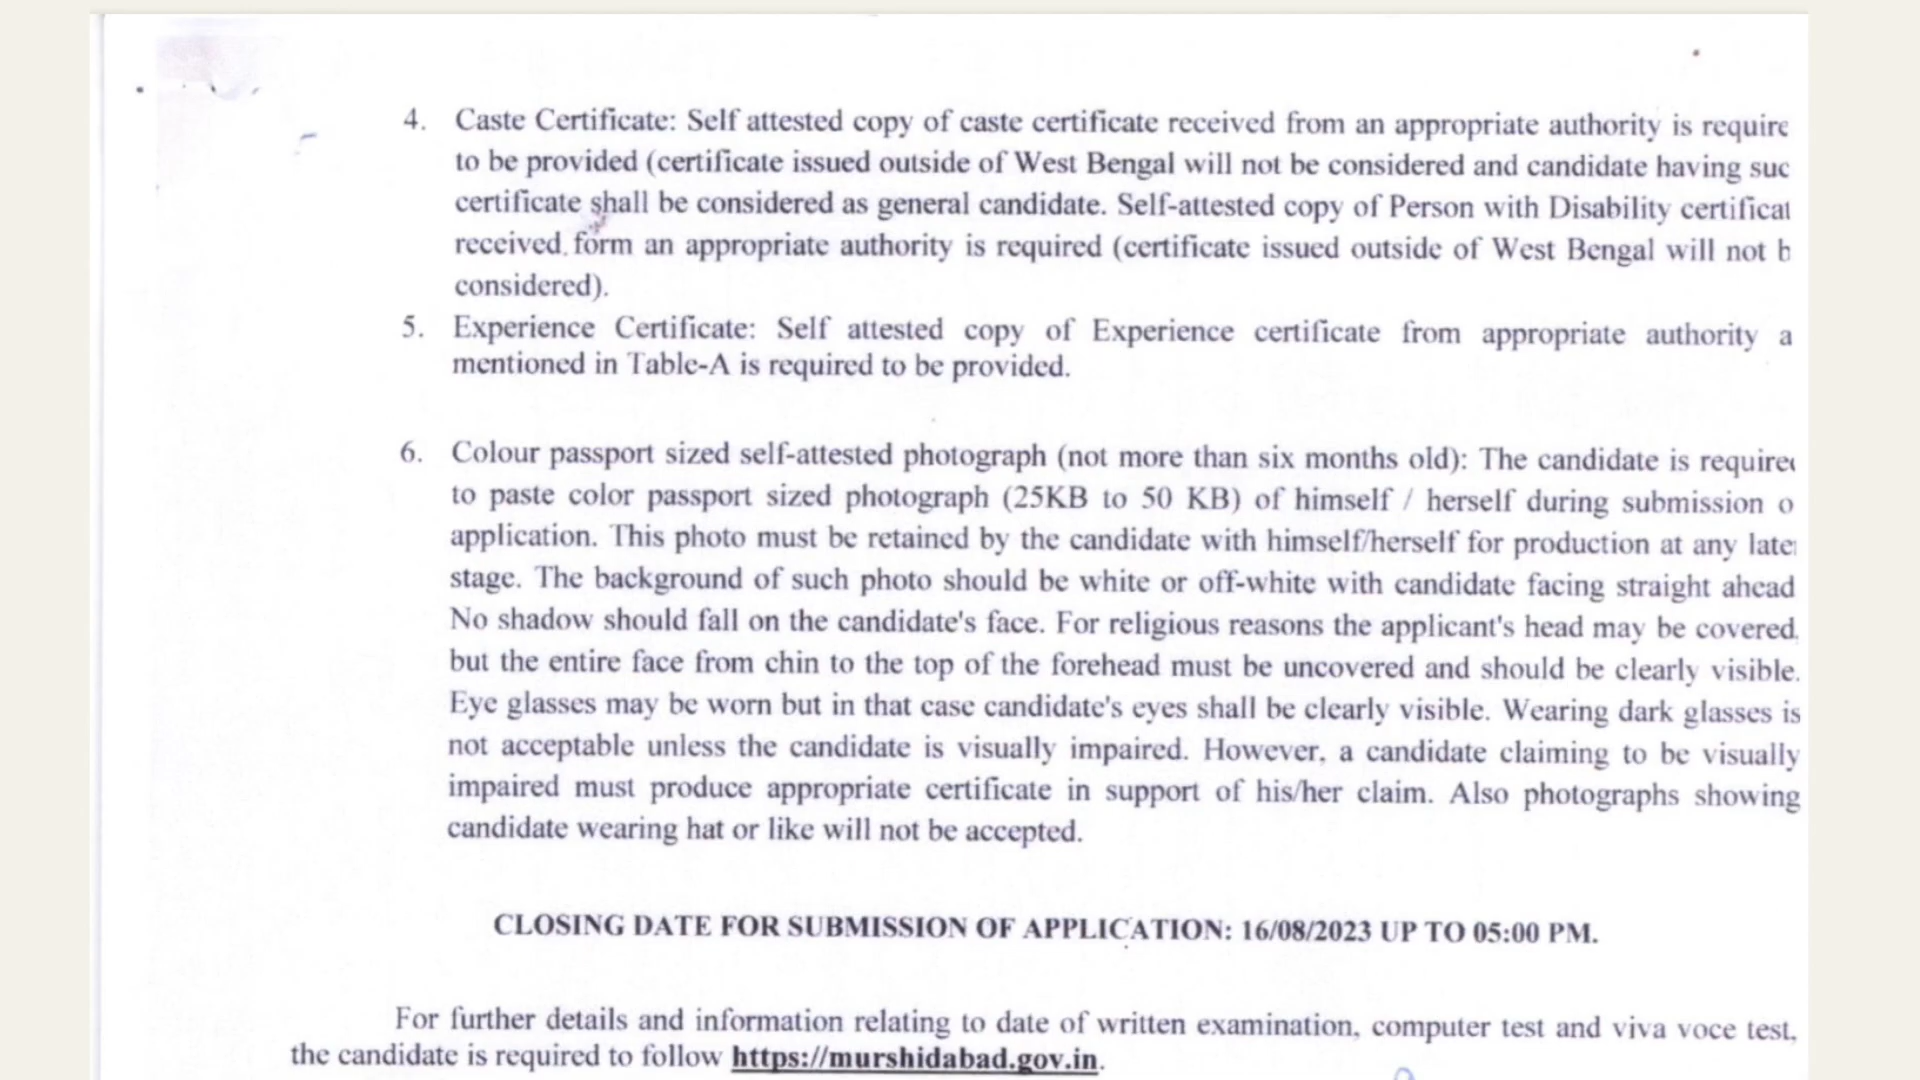 4. Caste Certificate: Self attested copy of caste certificate received from an appropriate authority is require
to be provided (certificate issued outside of West Bengal will not be considered and candidate having suc
certificate shall be considered as general candidate. Self-attested copy of Person with Disability certificat
received form an appropriate authority is required (certificate issued outside of West Bengal will not b
considered).
5. Experience Certificate: Self attested copy of Experience certificate from appropriate authority a
mentioned in Table-A is required to be provided.
6. Colour passport sized self-attested photograph (not more than six months old): The candidate is require
to paste color passport sized photograph (25KB to 50 KB) of himself / herself during submission o
application. This photo must be retained by the candidate with himself/herself for production at any late
stage. The background of such photo should be white or off-white with candidate facing straight ahead
No shadow should fall on the candidate's face. For religious reasons the applicant's head may be covered,
but the entire face from chin to the top of the forehead must be uncovered and should be clearly visible.
Eye glasses may be worn but in that case candidate's eyes shall be clearly visible. Wearing dark glasses is
not acceptable unless the candidate is visually impaired. However, a candidate claiming to be visually
impaired must produce appropriate certificate in support of his/her claim. Also photographs showing
candidate wearing hat or like will not be accepted.
CLOSING DATE FOR SUBMISSION OF APPLICATION: 16/08/2023 UP TO 05:00 PM.
For further details and information relating to date of written examination, computer test and viva voce test,
the candidate is required to follow https://murshidabad.gov.in.